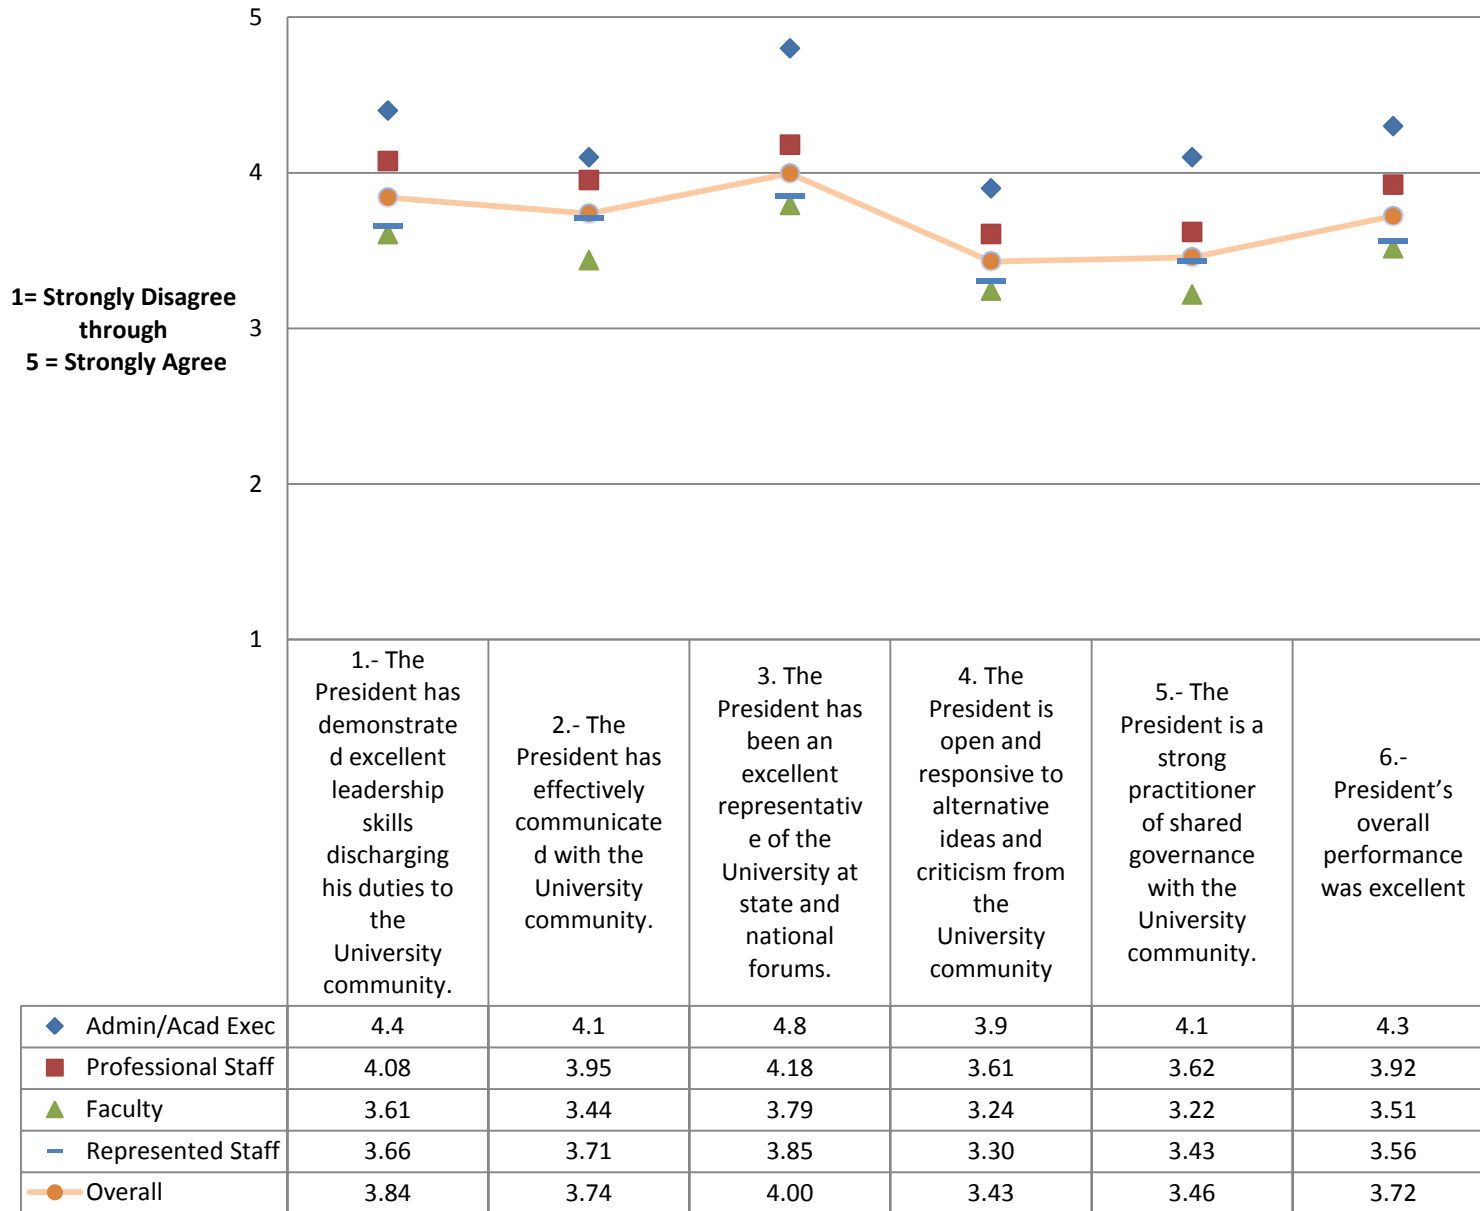 5
4
3
2
1
1= Strongly Disagree
through
5 = Strongly Agree
1.- The
President has
demonstrate
d excellent
leadership
skills
discharging
his duties to
the
University
community.
2.- The
President has
effectively
communicate
d with the
University
community.
3. The
President has
been an
excellent
representativ
e of the
University at
state and
national
forums.
4. The
President is
open and
responsive to
alternative
ideas and
criticism from
the
University
community
5.- The
President is a
strong
practitioner
of shared
governance
with the
University
community.
6.-
President’s
overall
performance
was excellent
Admin/Acad Exec 4.4 4.1 4.8 3.9 4.1 4.3
Professional Staff 4.08 3.95 4.18 3.61 3.62 3.92
Faculty 3.61 3.44 3.79 3.24 3.22 3.51
Represented Staff 3.66 3.71 3.85 3.30 3.43 3.56
Overall 3.84 3.74 4.00 3.43 3.46 3.72